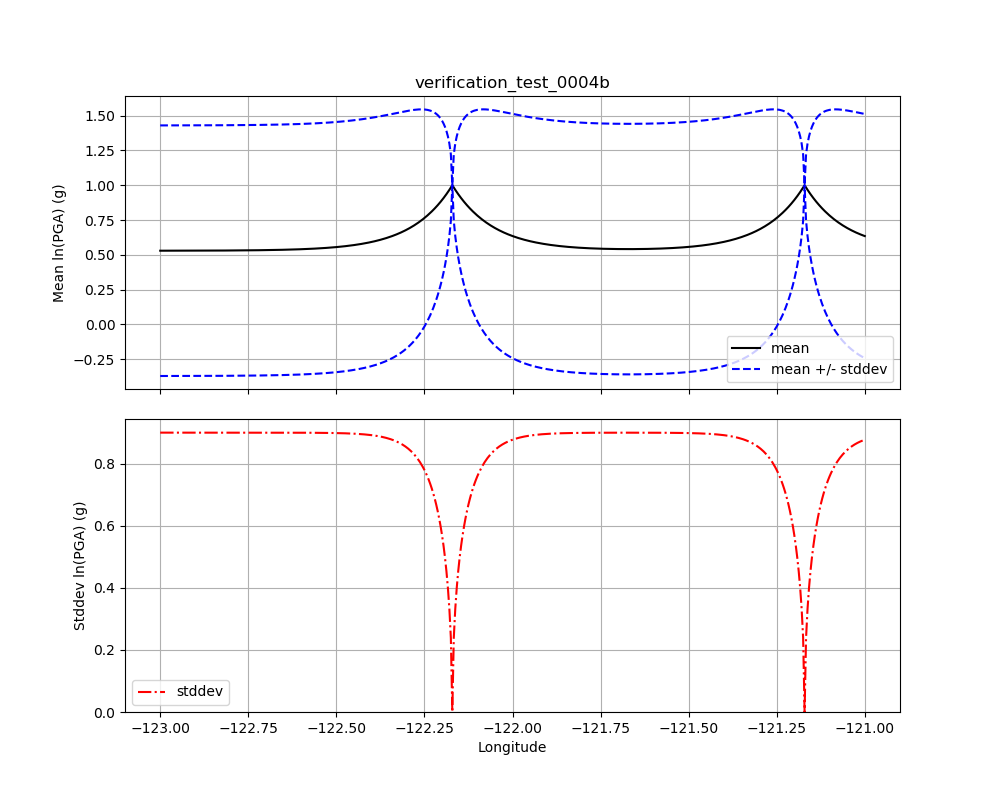 verification_test_0004b
Mean ln(PGA) (g)
1.50
1.25
1.00
0.75
0.50
0.25
0.00
−0.25
mean
mean +/- stddev
Stddev ln(PGA) (g)
0.8
0.6
0.4
0.2
0.0
stddev
−123.00 −122.75 −122.50 −122.25 −122.00 −121.75 −121.50 −121.25 −121.00
Longitude